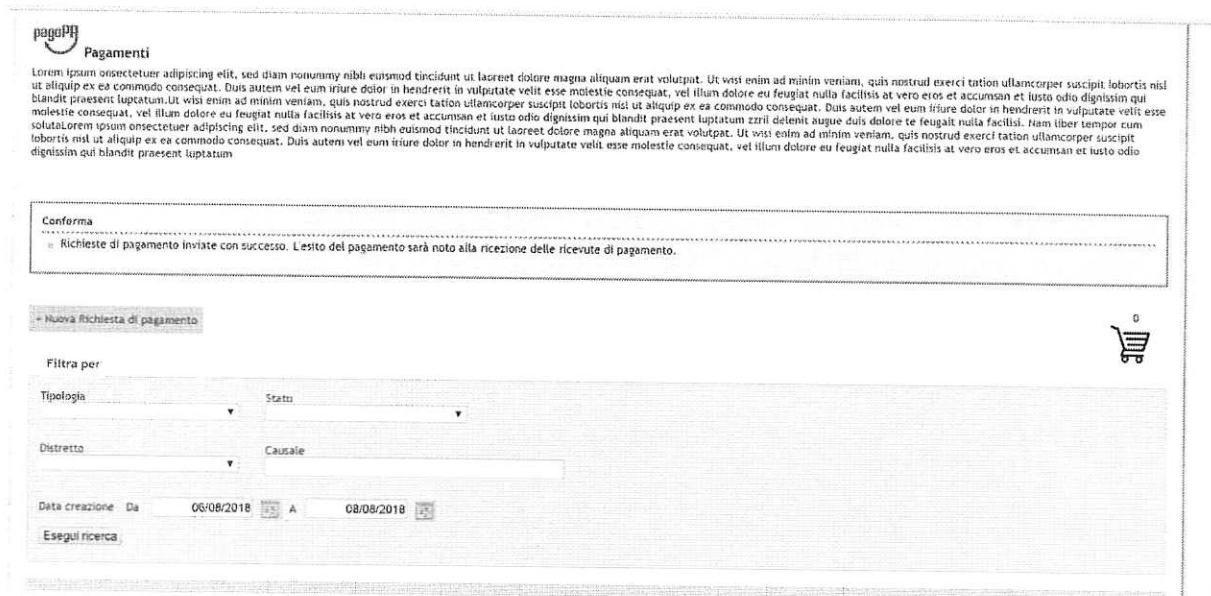 pagoPA
Pagamenti
Lorem ipsum onsectetuer adipiscing elit, sed diam nonummy nibh euismod tincidunt ut laoreet dolore magna aliquam erat volutpat. Ut wisi enim ad minim veniam, quis nostrud exerci tation ullamcorper suscipit lobortis nisl
ut aliquip ex ea commodo consequat. Duis autem vel eum iriure dolor in hendrerit in vulputate velit esse molestie consequat, vel illum dolore eu feugiat nulla facilisis at vero eros et accumsan et iusto odio dignissim qui
blandit praesent luptatum.Ut wisi enim ad minim veniam, quis nostrud exerci tation ullamcorper suscipit lobortis nisl ut aliquip ex ea commodo consequat. Duis autem vel eum iriure dolor in hendrerit in vulputate velit esse
molestie consequat, vel illum dolore eu feugiat nulla facilisis at vero eros et accumsan et iusto odio dignissim qui blandit praesent luptatum zzril delenit augue duis dolore te feugait nulla facilisi. Nam liber tempor cum
solutaLorem ipsum onsectetuer adipiscing elit, sed diam nonummy nibh euismod tincidunt ut laoreet dolore magna aliquam erat volutpat. Ut wisi enim ad minim veniam, quis nostrud exerci tation ullamcorper suscipit
lobortis nisl ut aliquip ex ea commodo consequat. Duis autem vel eum iriure dolor in hendrerit in vulputate velit esse molestie consequat, vel illum dolore eu feugiat nulla facilisis at vero eros et accumsan et iusto odio
dignissim qui blandit praesent luptatum
Conforma
Richieste di pagamento inviate con successo. L'esito del pagamento sarà noto alla ricezione delle ricevute di pagamento.
+ Nuova Richiesta di pagamento
0
Filtra per
Tipologia Stato
Distretto Causale
Data creazione Da 06/08/2018 A 08/08/2018
Esegui ricerca